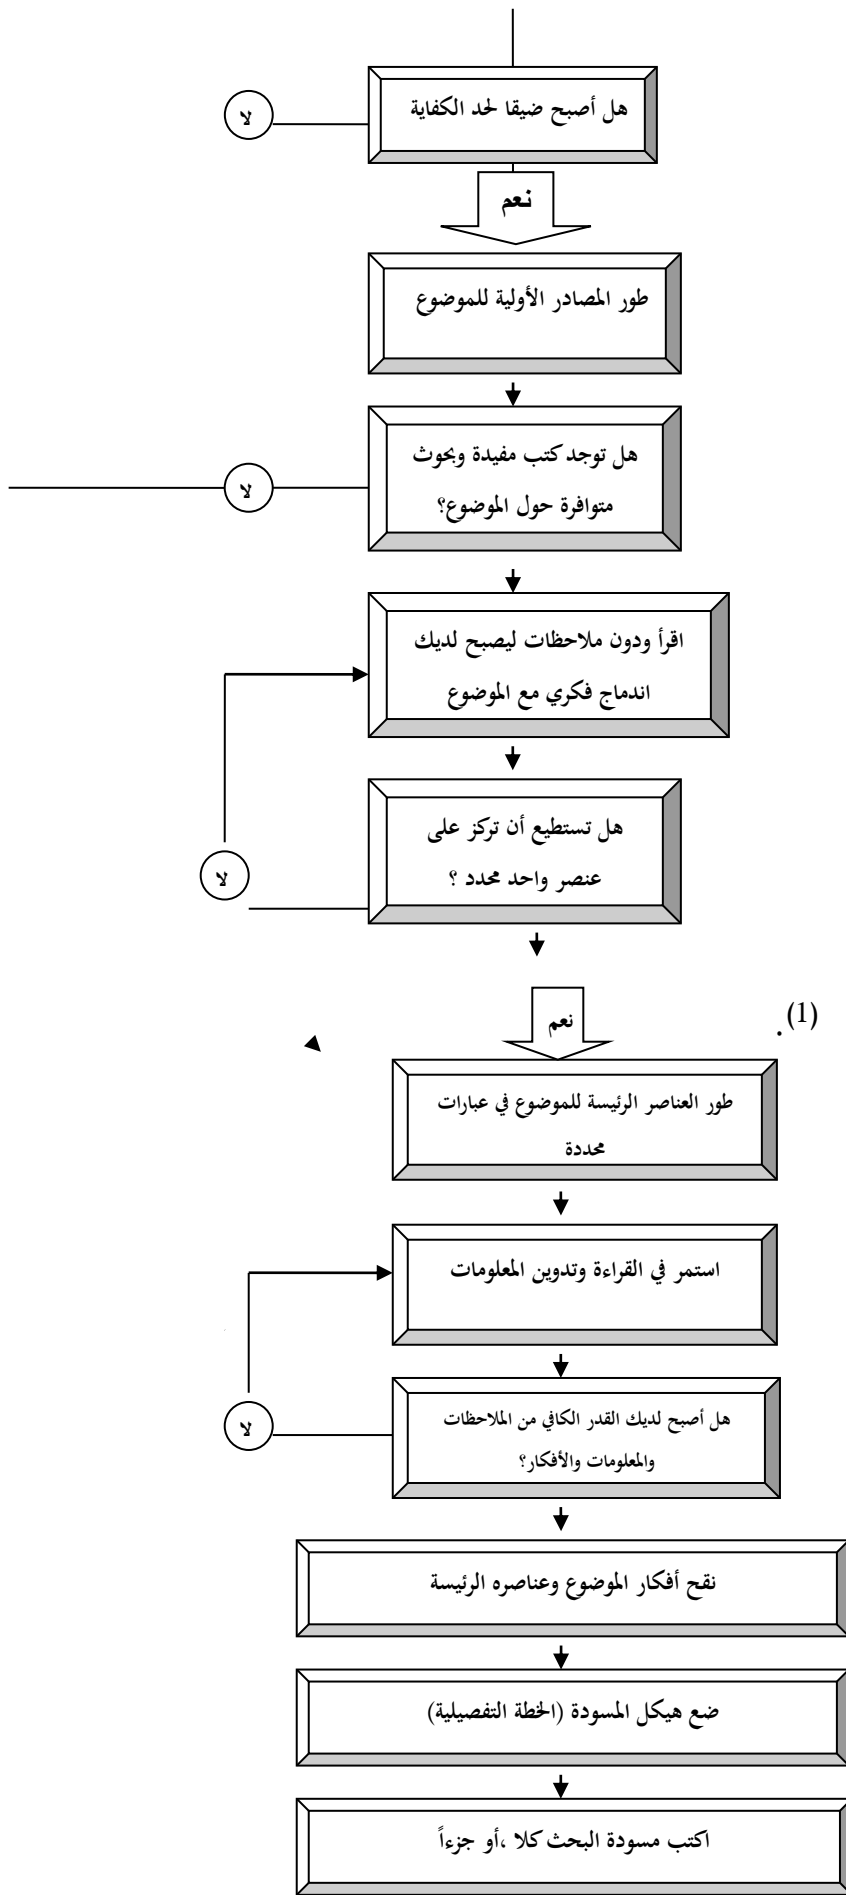 هل أصبح ضيقا لحد الكفاية
لا
نعم
طور المصادر الأولية للموضوع
هل توجد كتب مفيدة وبحوث
متوافرة حول الموضوع؟
لا
اقرأ ودون ملاحظات ليصبح لديك
اندماج فكري مع الموضوع
هل تستطيع أن تركز على
عنصر واحد محدد ؟
لا
نعم
(1).
طور العناصر الرئيسة للموضوع في عبارات
محددة
استمر في القراءة وتدوين المعلومات
هل أصبح لديك القدر الكافي من الملاحظات
والمعلومات والأفكار؟
لا
نقح أفكار الموضوع وعناصره الرئيسة
ضع هيكل المسودة (الخطة التفصيلية)
اكتب مسودة البحث كلا ،أو جزءاً